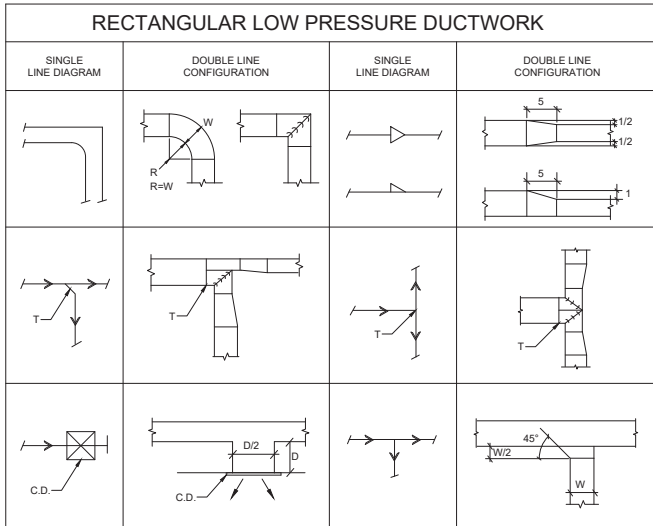 RECTANGULAR LOW PRESSURE DUCTWORK
SINGLE
LINE DIAGRAM
DOUBLE LINE
CONFIGURATION
SINGLE
LINE DIAGRAM
DOUBLE LINE
CONFIGURATION
W
R
R=W
5
1/2
1/2
5
1
T
T
T
T
C.D.
D/2
D
C.D.
45°
W/2
W